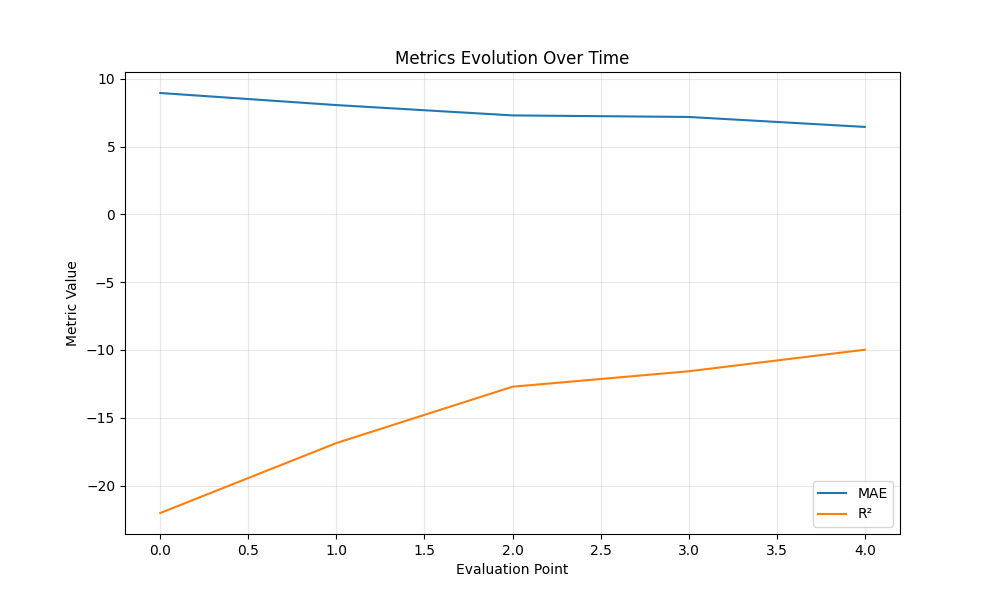 Metrics Evolution Over Time
Metric Value
10
5
0
−5
−10
−15
−20
0.0 0.5 1.0 1.5 2.0 2.5 3.0 3.5 4.0
Evaluation Point
MAE
R²